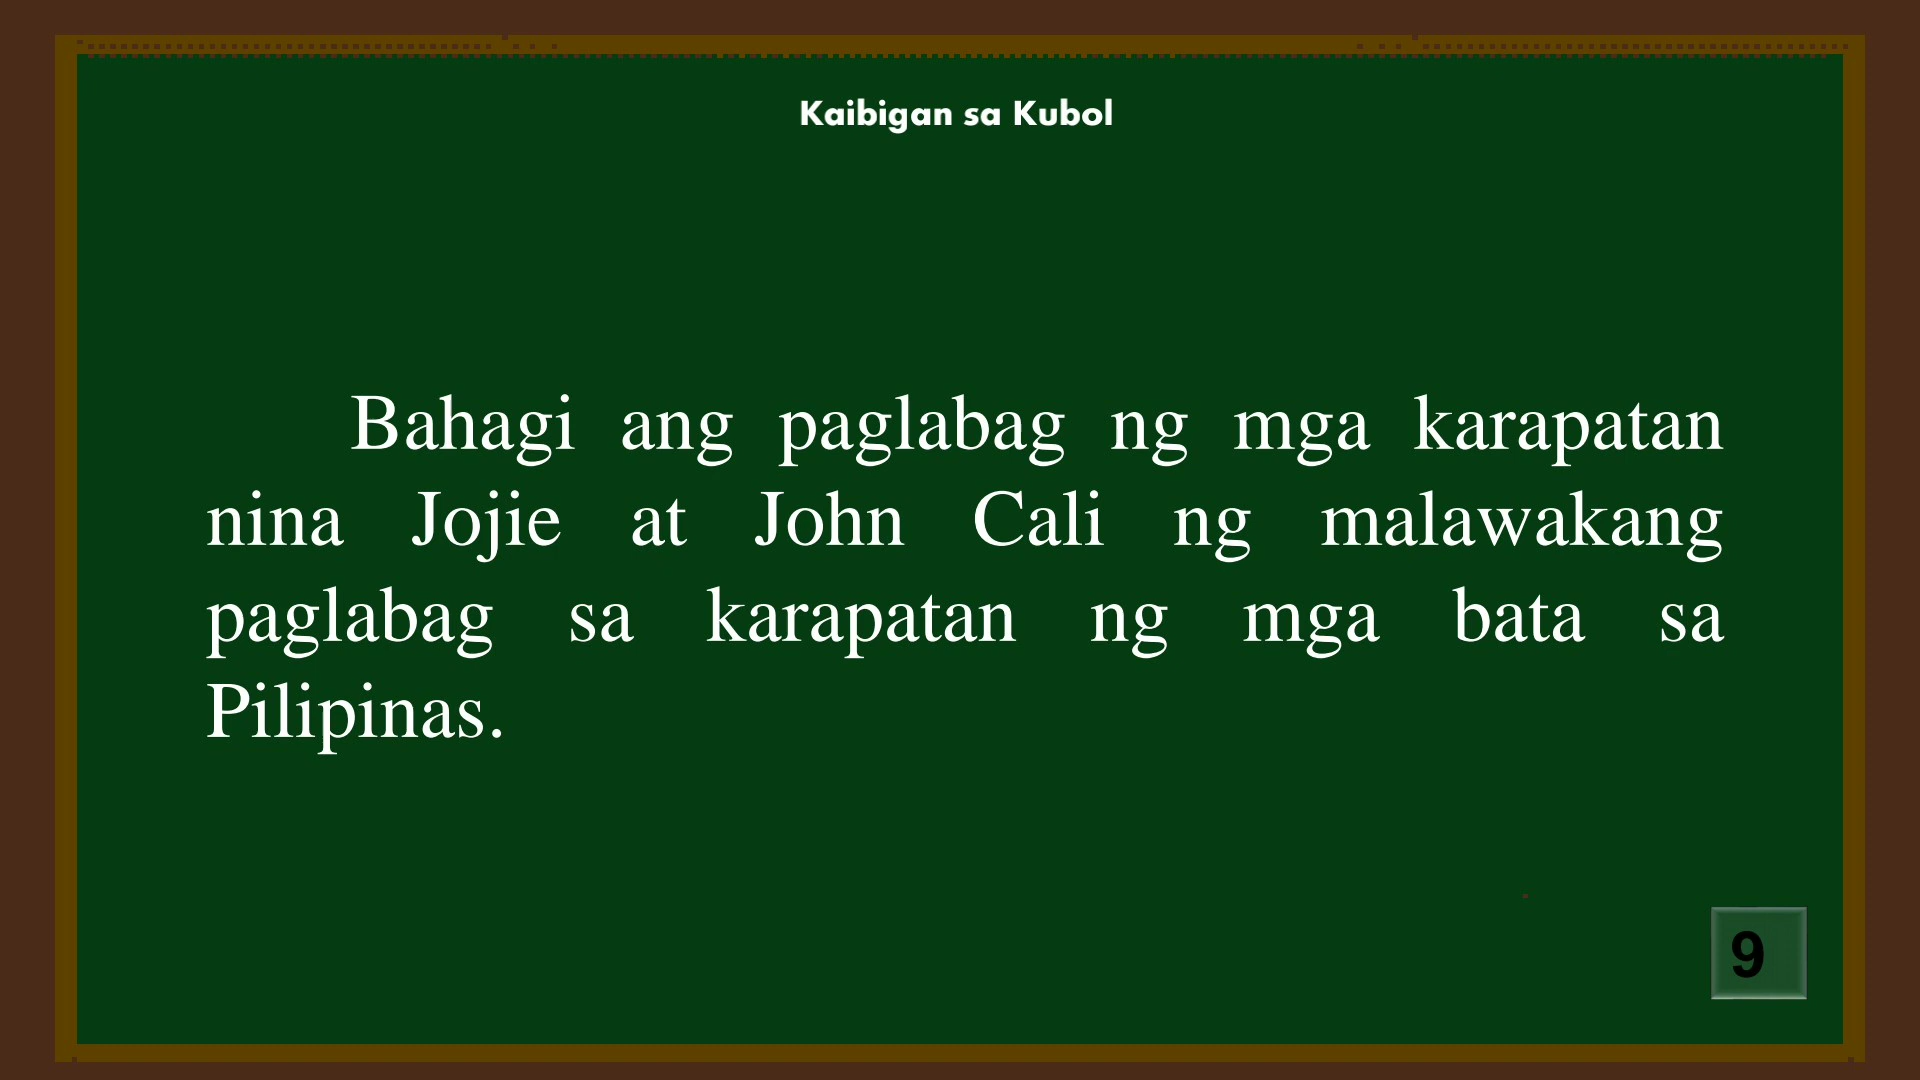 Kaibigan sa Kubol
Bahagi ang paglabag ng mga karapatan
nina Jojie at John Cali ng malawakang
paglabag sa karapatan ng mga bata sa
Pilipinas.
9